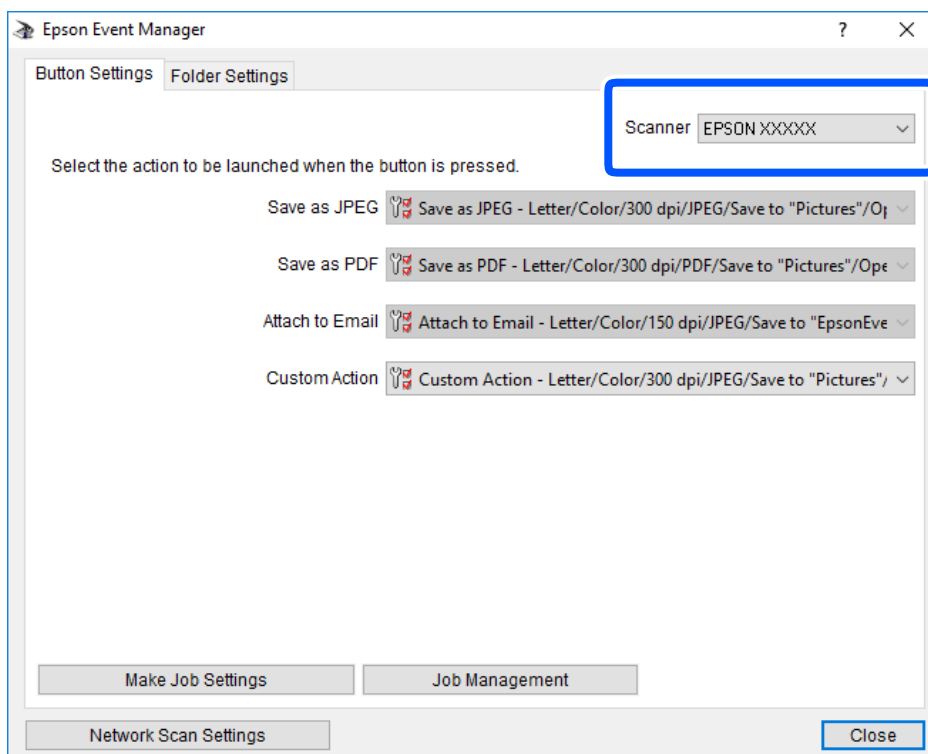 Epson Event Manager
Button Settings Folder Settings
Scanner EPSON XXXXX
Select the action to be launched when the button is pressed.
Save as JPEG Save as JPEG - Letter/Color/300 dpi/JPEG/Save to "Pictures"/Op
Save as PDF Save as PDF - Letter/Color/300 dpi/PDF/Save to "Pictures"/Ope
Attach to Email Attach to Email - Letter/Color/150 dpi/JPEG/Save to "EpsonEve
Custom Action Custom Action - Letter/Color/300 dpi/JPEG/Save to "Pictures"/
Make Job Settings Job Management
Network Scan Settings Close